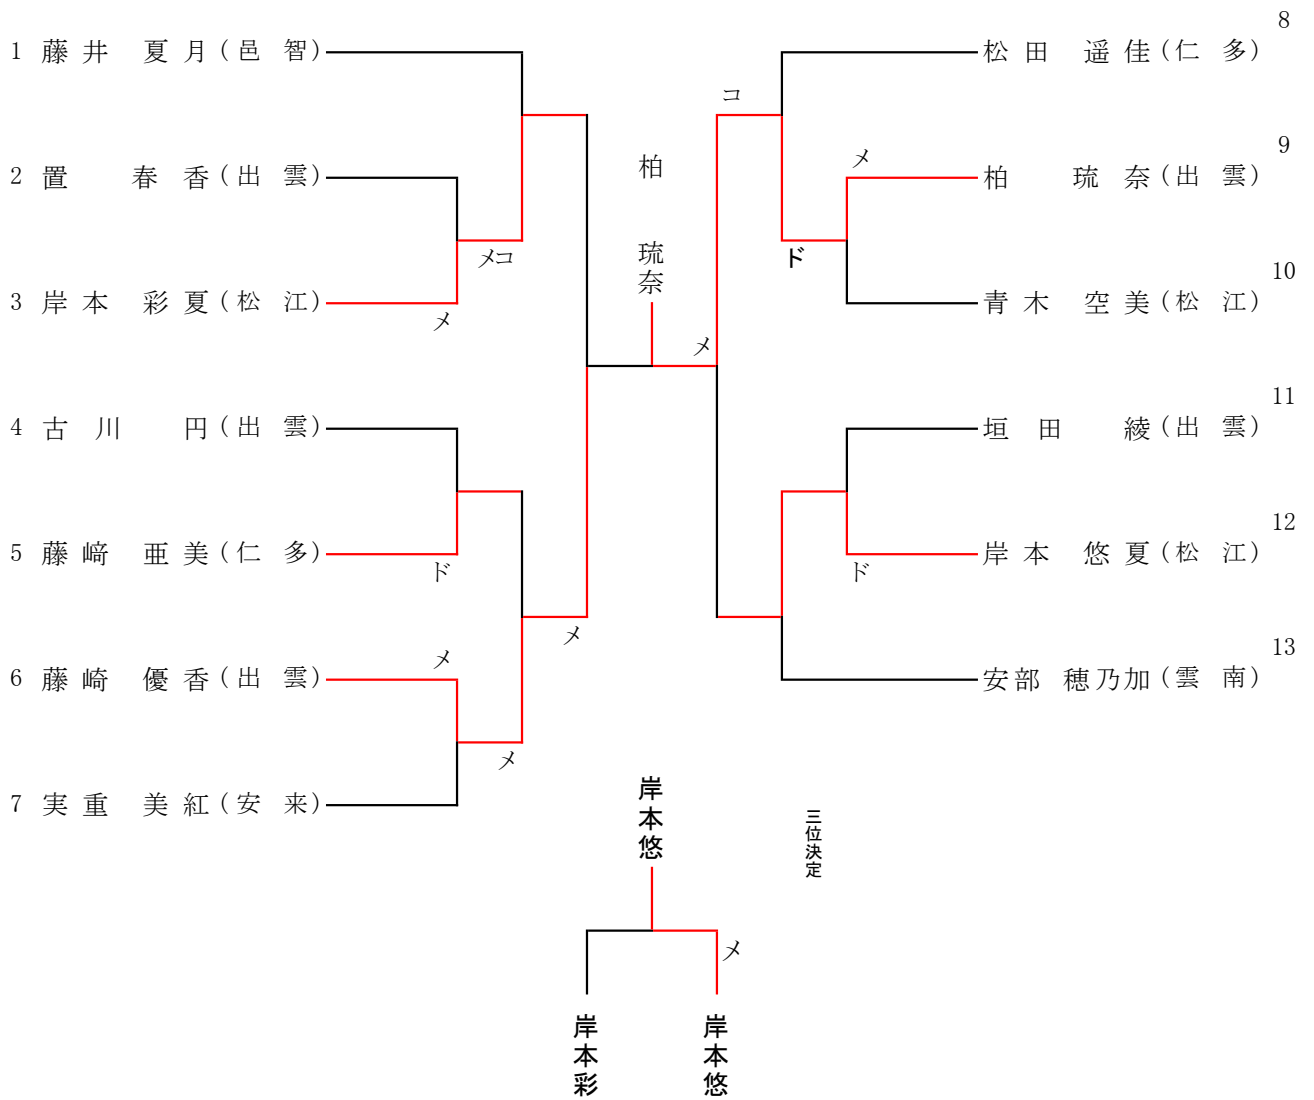 1 藤井 夏月(邑智)
2 置 春香(出雲)
メコ
3 岸本 彩夏(松江)
メ
4 古川 円(出雲)
5 藤﨑 亜美(仁多)
ド
メ
メ
6 藤崎 優香(出雲)
メ
7 実重 美紅(安来)
柏 琉奈
メ
コ
8
松田 遥佳(仁多)
9
メ
柏 琉奈(出雲)
ド
10
青木 空美(松江)
11
垣田 綾(出雲)
12
岸本 悠夏(松江)
ド
13
安部 穂乃加(雲南)
岸本悠
三位決定
メ
岸本彩
岸本悠